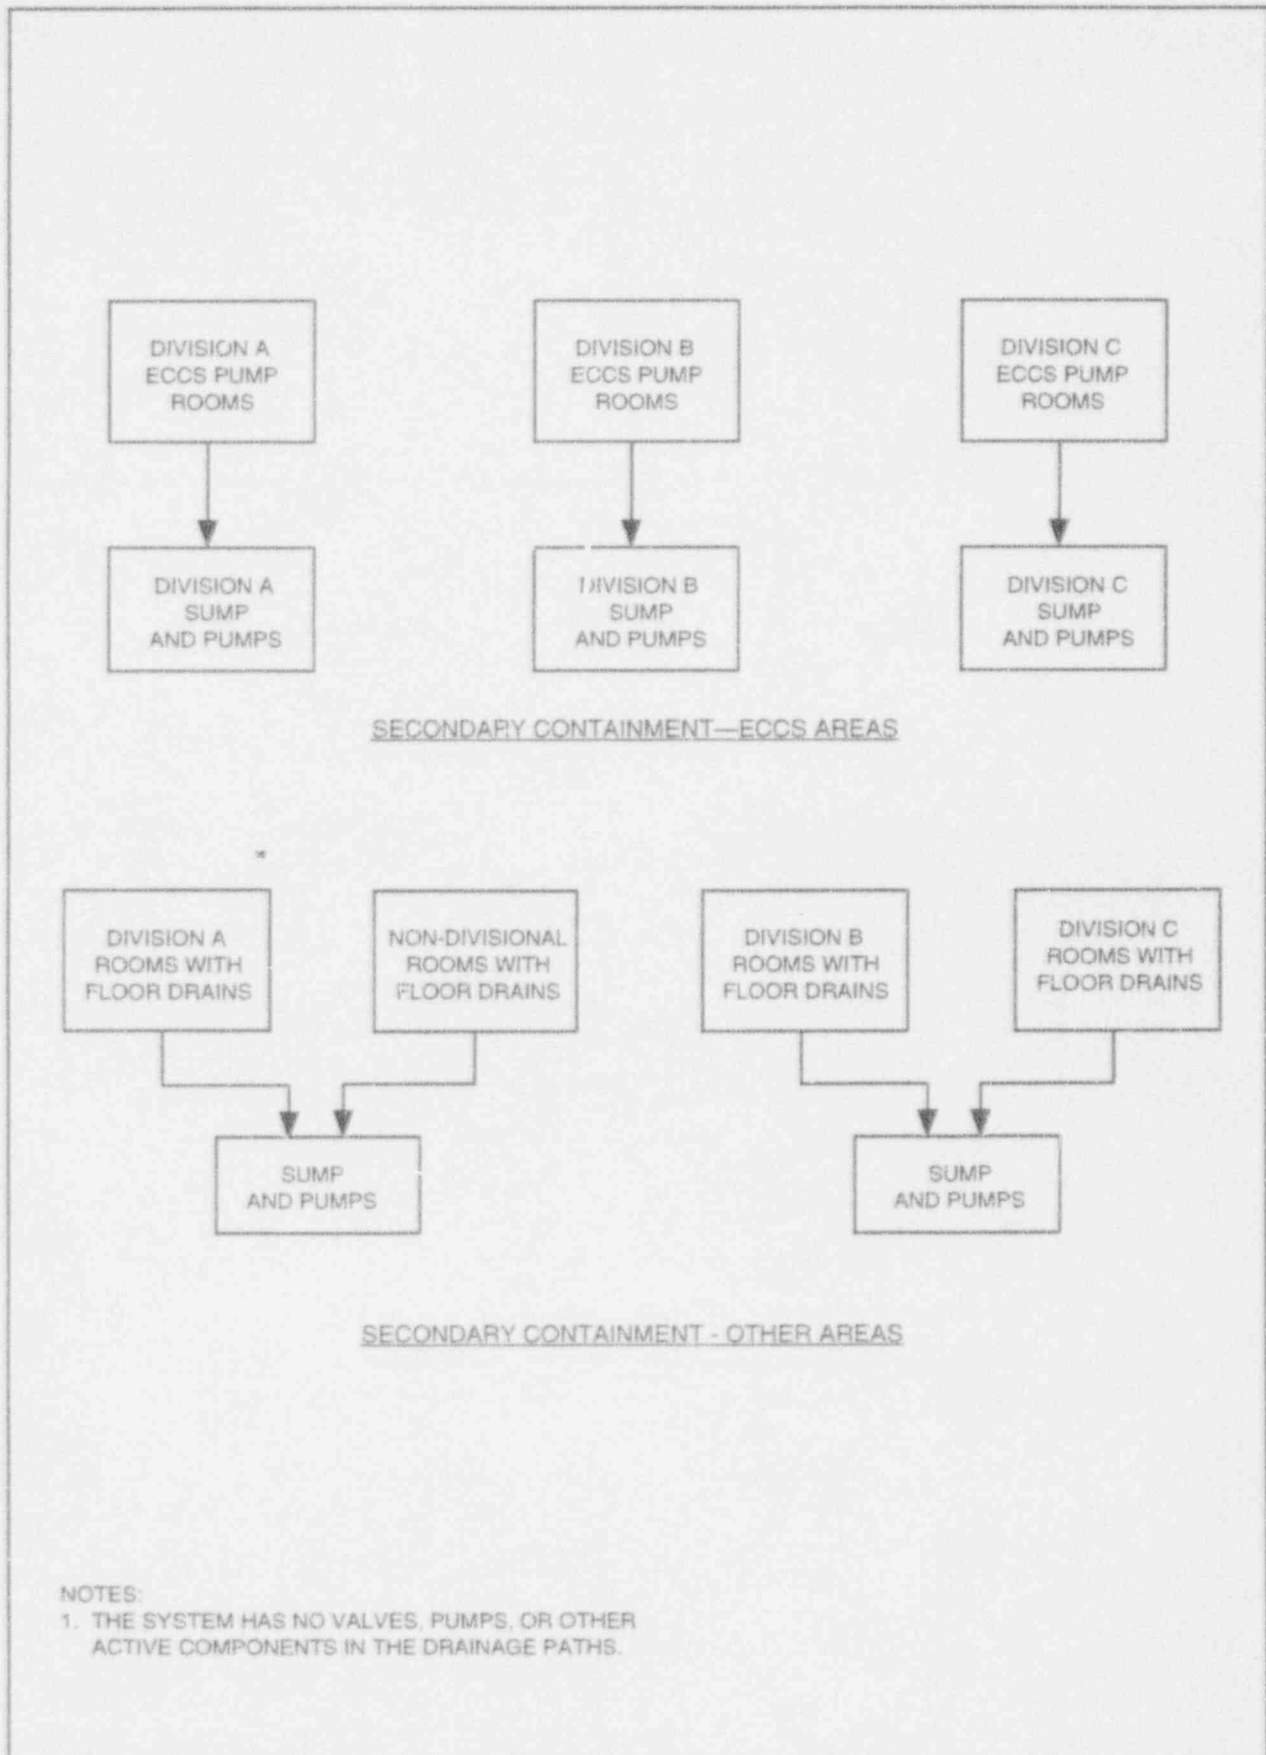 DIVISION A
ECCS PUMP
ROOMS
DIVISION B
ECCS PUMP
ROOMS
DIVISION C
ECCS PUMP
ROOMS
DIVISION A
SUMP
AND PUMPS
DIVISION B
SUMP
AND PUMPS
DIVISION C
SUMP
AND PUMPS
SECONDARY CONTAINMENT—ECCS AREAS
DIVISION A
ROOMS WITH
FLOOR DRAINS
NON-DIVISIONAL
ROOMS WITH
FLOOR DRAINS
DIVISION B
ROOMS WITH
FLOOR DRAINS
DIVISION C
ROOMS WITH
FLOOR DRAINS
SUMP
AND PUMPS
SUMP
AND PUMPS
SECONDARY CONTAINMENT - OTHER AREAS
NOTES:
1. THE SYSTEM HAS NO VALVES, PUMPS, OR OTHER
ACTIVE COMPONENTS IN THE DRAINAGE PATHS.